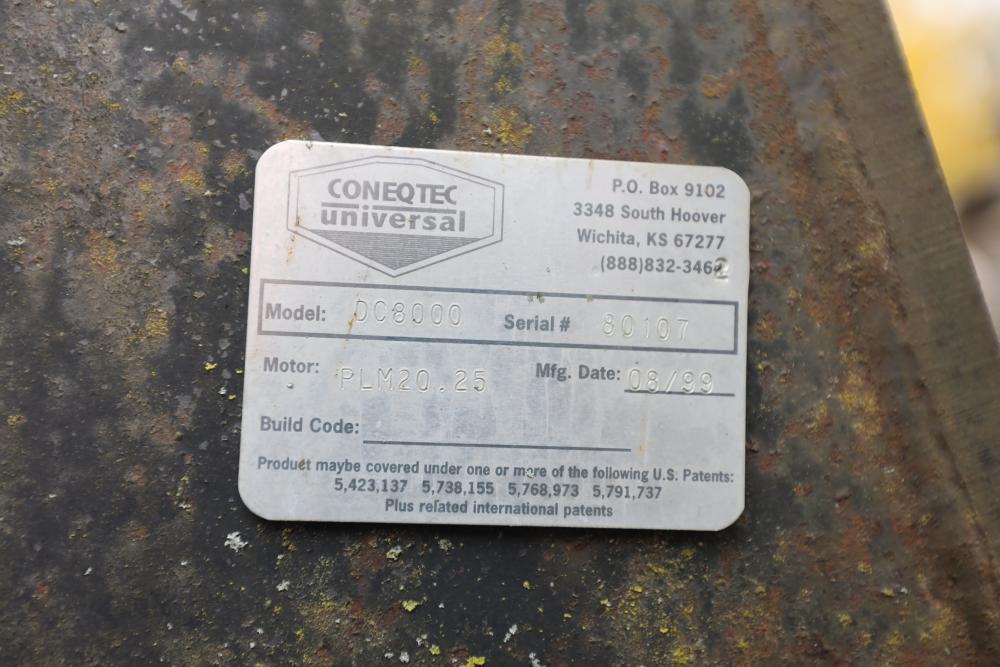 CONEQTEC
universal
P.O. Box 9102
3348 South Hoover
Wichita, KS 67277
(888)832-3462
Model: DC8000 Serial # 80107
Motor: PLM20.25 Mfg. Date: 08/99
Build Code:
Product maybe covered under one or more of the following U.S. Patents:
5,423,137 5,738,155 5,768,973 5,791,737
Plus related international patents